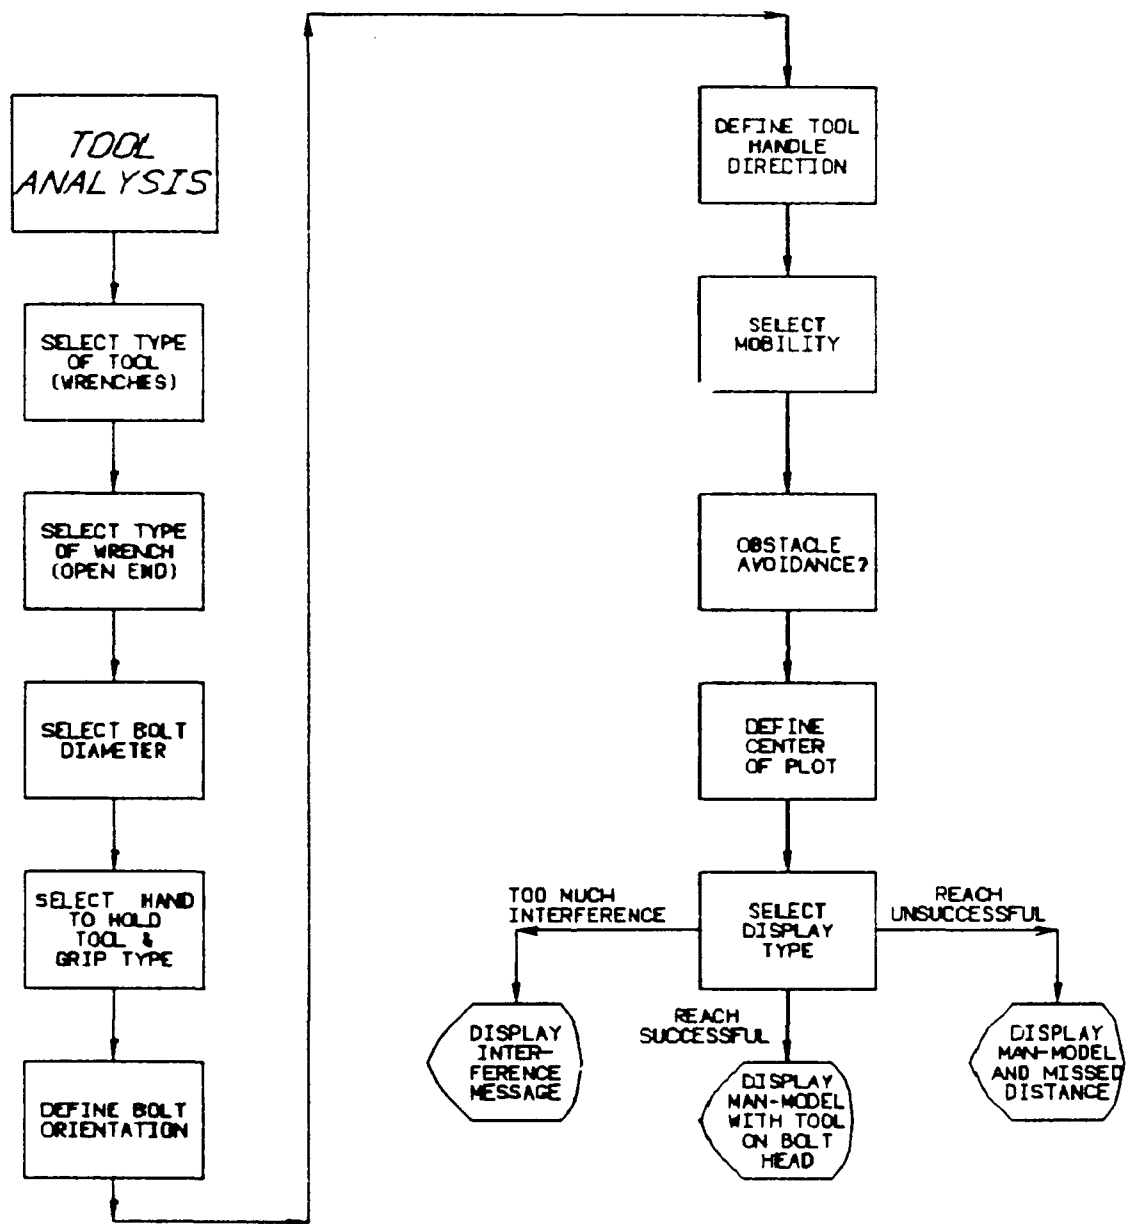 TOOL
ANALYSIS
SELECT TYPE
OF TOOL
(WRENCHES)
SELECT TYPE
OF WRENCH
(OPEN END)
SELECT BOLT
DIAMETER
SELECT HAND
TO HOLD
TOOL &
GRIP TYPE
DEFINE BOLT
ORIENTATION
DEFINE TOOL
HANDLE
DIRECTION
SELECT
MOBILITY
OBSTACLE
AVOIDANCE?
DEFINE
CENTER
OF PLOT
SELECT
DISPLAY
TYPE
TOO MUCH
INTERFERENCE
REACH
UNSUCCESSFUL
REACH
SUCCESSFUL
DISPLAY
INTER-
FERENCE
MESSAGE
DISPLAY
MAN-MODEL
WITH TOOL
ON BOLT
HEAD
DISPLAY
MAN-MODEL
AND MISSED
DISTANCE